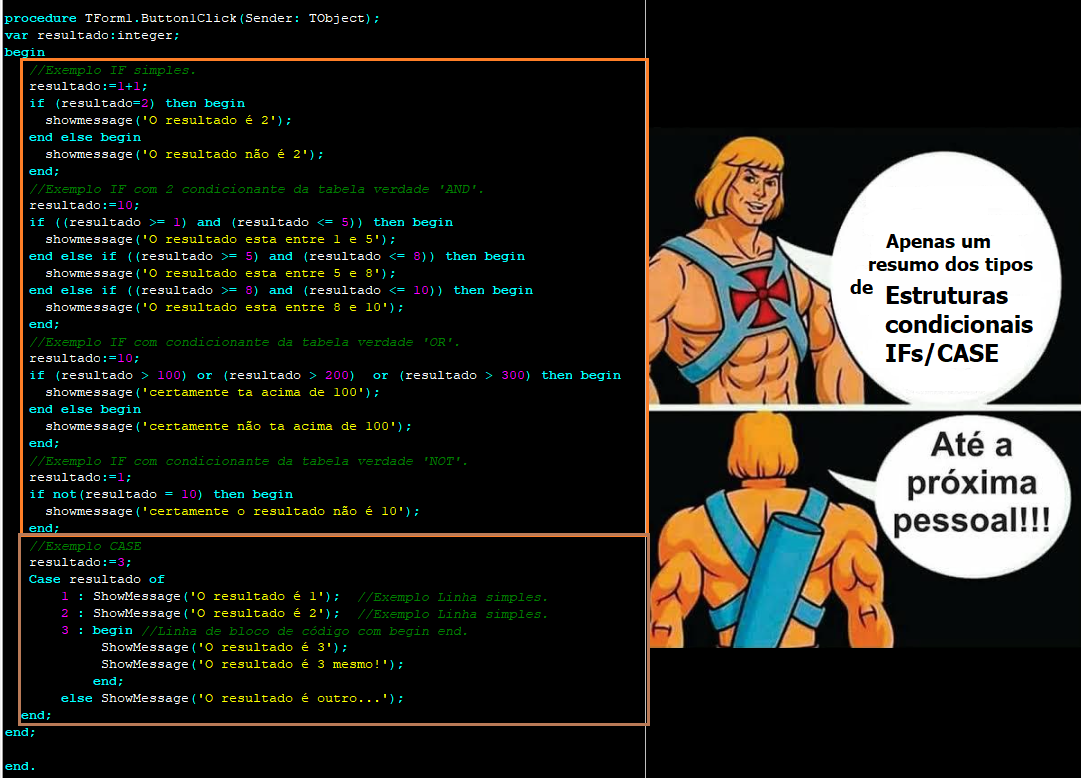 procedure TForm1.Button1Click(Sender: TObject);
var resultado:integer;
begin
//Exemplo IF simples.
resultado:=1+1;
if (resultado=2) then begin
showmessage('O resultado é 2');
end else begin
showmessage('O resultado não é 2');
end;
//Exemplo IF com 2 condicionante da tabela verdade 'AND'.
resultado:=10;
if ((resultado >= 1) and (resultado <= 5)) then begin
showmessage('O resultado esta entre 1 e 5');
end else if ((resultado >= 5) and (resultado <= 8)) then begin
showmessage('O resultado esta entre 5 e 8');
end else if ((resultado >= 8) and (resultado <= 10)) then begin
showmessage('O resultado esta entre 8 e 10');
end;
//Exemplo IF com condicionante da tabela verdade 'OR'.
resultado:=10;
if (resultado > 100) or (resultado > 200)  or (resultado > 300) then begin
showmessage('certamente ta acima de 100');
end else begin
showmessage('certamente não ta acima de 100');
end;
//Exemplo IF com condicionante da tabela verdade 'NOT'.
resultado:=1;
if not(resultado = 10) then begin
showmessage('certamente o resultado não é 10');
end;
//Exemplo CASE
resultado:=3;
Case resultado of
1 : ShowMessage('O resultado é 1');  //Exemplo Linha simples.
2 : ShowMessage('O resultado é 2');  //Exemplo Linha simples.
3 : begin //Linha de bloco de código com begin end.
ShowMessage('O resultado é 3');
ShowMessage('O resultado é 3 mesmo!');
end;
else ShowMessage('O resultado é outro...');
end;
end;
end.
Apenas um
resumo dos tipos
de Estruturas
condicionais
IFs/CASE
Até a
próxima
pessoal!!!